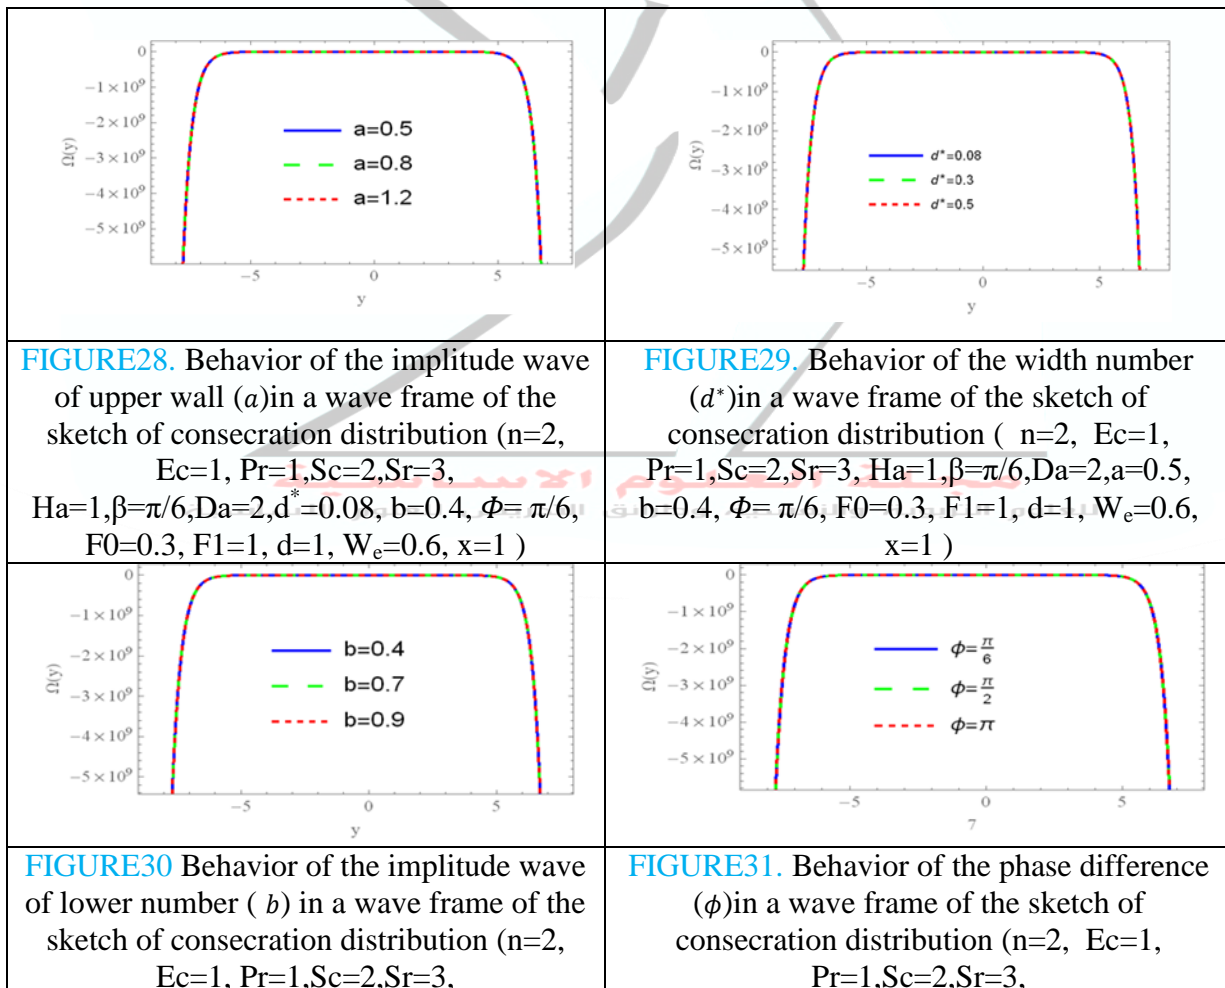 0
−1 × 10⁹
−2 × 10⁹
−3 × 10⁹
−4 × 10⁹
−5 × 10⁹
Ω(y)
a=0.5
a=0.8
a=1.2
−5 0 5
y
0
−1 × 10⁹
−2 × 10⁹
−3 × 10⁹
−4 × 10⁹
−5 × 10⁹
Ω(y)
d*=0.08
d*=0.3
d*=0.5
−5 0 5
y
FIGURE28. Behavior of the implitude wave
of upper wall (a)in a wave frame of the
sketch of consecration distribution (n=2,
Ec=1, Pr=1,Sc=2,Sr=3,
Ha=1,β=π/6,Da=2,d*=0.08, b=0.4, Φ= π/6,
F0=0.3, F1=1, d=1, Wₑ=0.6, x=1 )
FIGURE29. Behavior of the width number
(d*)in a wave frame of the sketch of
consecration distribution ( n=2, Ec=1,
Pr=1,Sc=2,Sr=3, Ha=1,β=π/6,Da=2,a=0.5,
b=0.4, Φ= π/6, F0=0.3, F1=1, d=1, Wₑ=0.6,
x=1 )
0
−1 × 10⁹
−2 × 10⁹
−3 × 10⁹
−4 × 10⁹
−5 × 10⁹
Ω(y)
b=0.4
b=0.7
b=0.9
−5 0 5
y
0
−1 × 10⁹
−2 × 10⁹
−3 × 10⁹
−4 × 10⁹
−5 × 10⁹
Ω(y)
ϕ=π/6
ϕ=π/2
ϕ=π
−5 0 5
7
FIGURE30 Behavior of the implitude wave
of lower number ( b) in a wave frame of the
sketch of consecration distribution (n=2,
Ec=1, Pr=1,Sc=2,Sr=3,
FIGURE31. Behavior of the phase difference
(ϕ)in a wave frame of the sketch of
consecration distribution (n=2, Ec=1,
Pr=1,Sc=2,Sr=3,